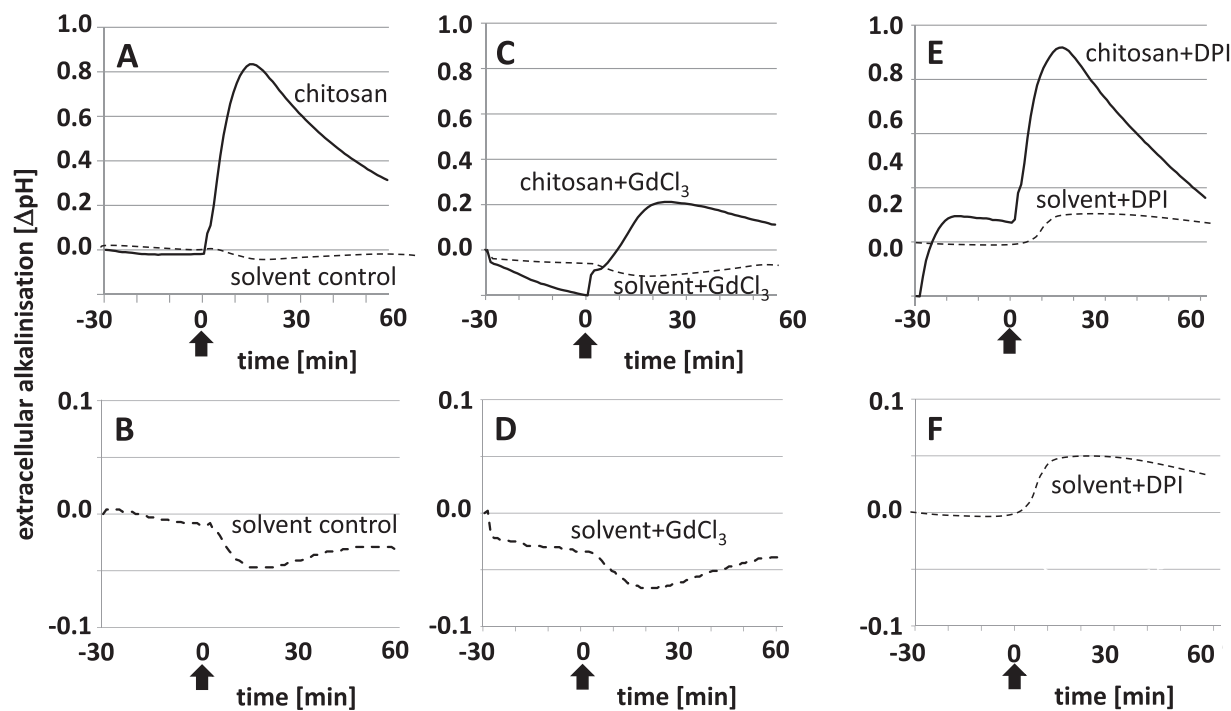 extracellular alkalinisation [ΔpH]
A
1.0
0.8
0.6
0.4
0.2
0.0
chitosan
solvent control
-30 0 30 60
time [min]
C
1.0
0.8
0.6
0.4
0.2
0.0
chitosan+GdCl3
solvent+GdCl3
-30 0 30 60
time [min]
E
1.0
0.8
0.6
0.4
0.2
0.0
chitosan+DPI
solvent+DPI
-30 0 30 60
time [min]
B
0.1
0.0
-0.1
solvent control
-30 0 30 60
time [min]
D
0.1
0.0
-0.1
solvent+GdCl3
-30 0 30 60
time [min]
F
0.1
0.0
-0.1
solvent+DPI
-30 0 30 60
time [min]